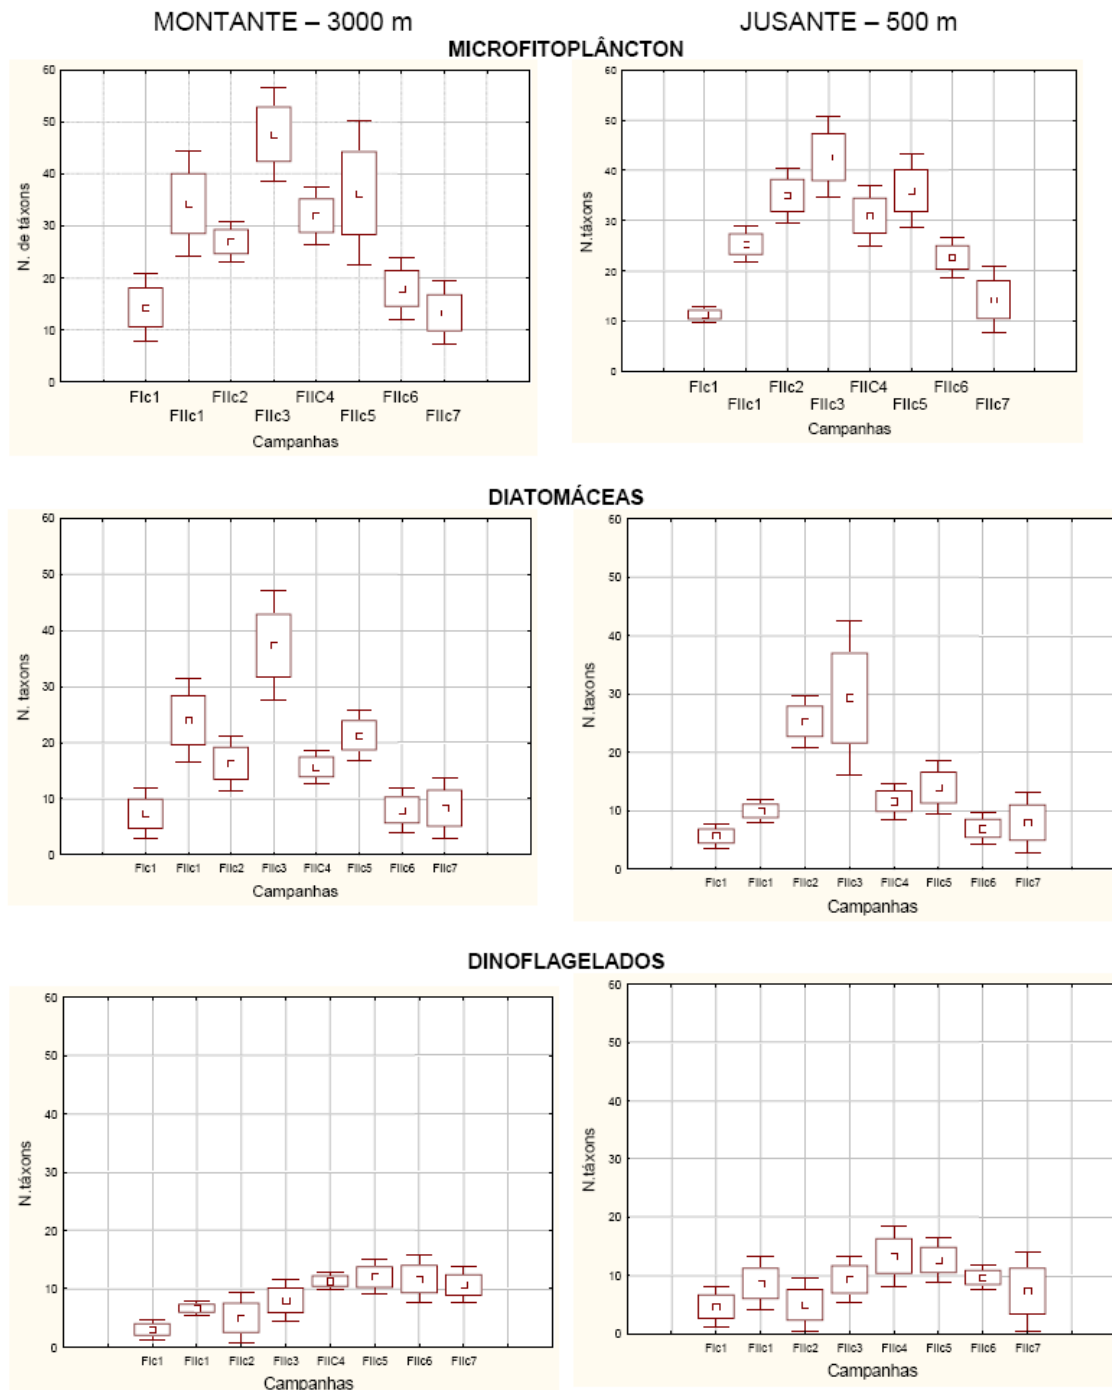 MONTANTE – 3000 m
JUSANTE – 500 m
MICROFITOPLÂNCTON
60
50
40
30
20
10
0
N. de táxons
FIc1 FIIc2 FIIC4 FIIc6
FIIc1 FIIc3 FIIc5 FIIc7
Campanhas
60
50
40
30
20
10
0
N.táxons
FIc1 FIIc2 FIIC4 FIIc6
FIIc1 FIIc3 FIIc5 FIIc7
Campanhas
DIATOMÁCEAS
60
50
40
30
20
10
0
N. taxons
FIc1 FIIc1 FIIc2 FIIc3 FIIC4 FIIc5 FIIc6 FIIc7
Campanhas
60
50
40
30
20
10
0
N.taxons
FIc1 FIIc1 FIIc2 FIIc3 FIIC4 FIIc5 FIIc6 FIIc7
Campanhas
DINOFLAGELADOS
60
50
40
30
20
10
0
N.táxons
FIc1 FIIc1 FIIc2 FIIc3 FIIC4 FIIc5 FIIc6 FIIc7
Campanhas
60
50
40
30
20
10
0
N.táxons
FIc1 FIIc1 FIIc2 FIIc3 FIIC4 FIIc5 FIIc6 FIIc7
Campanhas